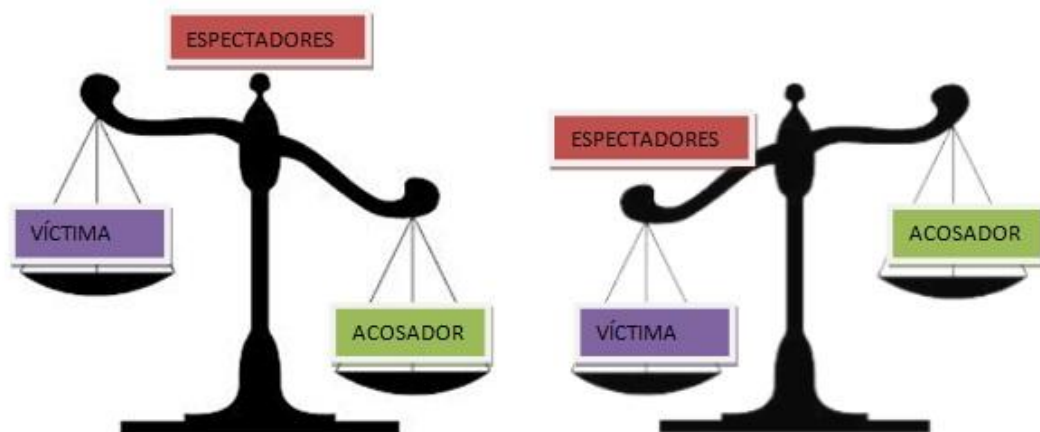 ESPECTADORES
VÍCTIMA
ACOSADOR
ESPECTADORES
ACOSADOR
VÍCTIMA